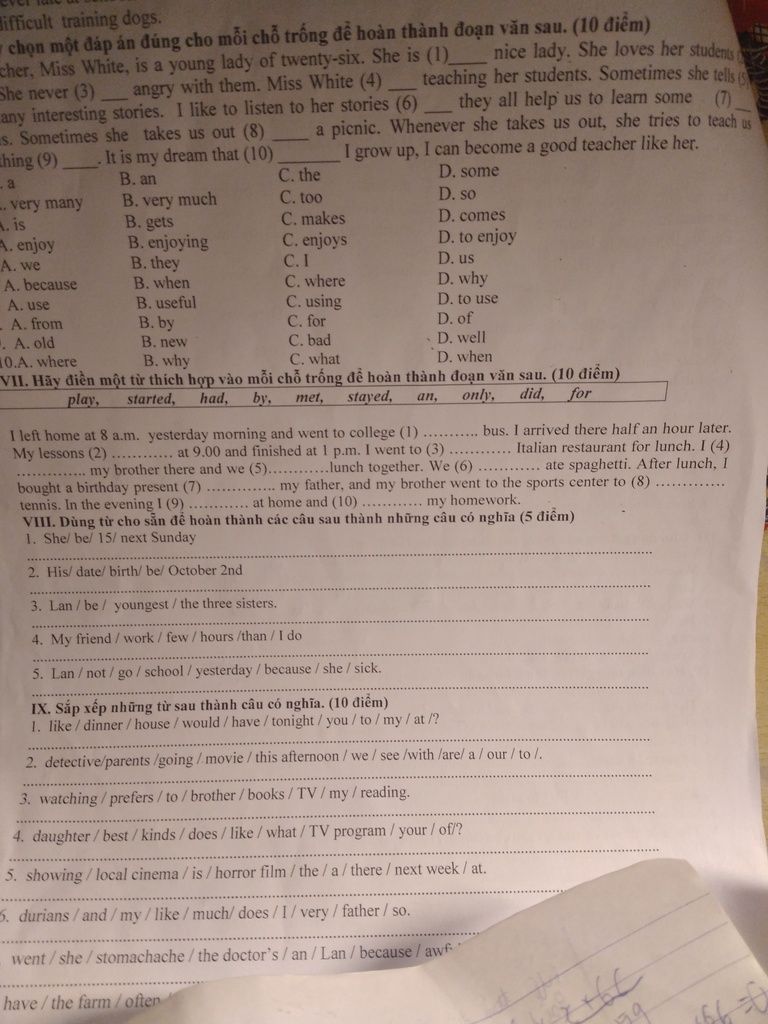 difficult training dogs.
chọn một đáp án đúng cho mỗi chỗ trống để hoàn thành đoạn văn sau. (10 điểm)
cher, Miss White, is a young lady of twenty-six. She is (1)____ nice lady. She loves her students
She never (3) ___ angry with them. Miss White (4) ___ teaching her students. Sometimes she tells (5)
any interesting stories. I like to listen to her stories (6) ___ they all help us to learn some (7) __
s. Sometimes she takes us out (8) ____ a picnic. Whenever she takes us out, she tries to teach us
thing (9) ____. It is my dream that (10) _______ I grow up, I can become a good teacher like her.
. a B. an C. the D. some
. very many B. very much C. too D. so
A. is B. gets C. makes D. comes
A. enjoy B. enjoying C. enjoys D. to enjoy
A. we B. they C. I D. us
A. because B. when C. where D. why
A. use B. useful C. using D. to use
. A. from B. by C. for D. of
. A. old B. new C. bad D. well
10.A. where B. why C. what D. when
VII. Hãy điền một từ thích hợp vào mỗi chỗ trống để hoàn thành đoạn văn sau. (10 điểm)
play, started, had, by, met, stayed, an, only, did, for
I left home at 8 a.m. yesterday morning and went to college (1) ........... bus. I arrived there half an hour later.
My lessons (2) ............ at 9.00 and finished at 1 p.m. I went to (3) ............ Italian restaurant for lunch. I (4)
............. my brother there and we (5)............lunch together. We (6) ............ ate spaghetti. After lunch, I
bought a birthday present (7) ............. my father, and my brother went to the sports center to (8) .............
tennis. In the evening I (9) ............ at home and (10) ............ my homework.
VIII. Dùng từ cho sẵn để hoàn thành các câu sau thành những câu có nghĩa (5 điểm)
1. She/ be/ 15/ next Sunday
2. His/ date/ birth/ be/ October 2nd
3. Lan / be / youngest / the three sisters.
4. My friend / work / few / hours /than / I do
5. Lan / not / go / school / yesterday / because / she / sick.
IX. Sắp xếp những từ sau thành câu có nghĩa. (10 điểm)
1. like / dinner / house / would / have / tonight / you / to / my / at /?
2. detective/parents /going / movie / this afternoon / we / see /with /are/ a / our / to /.
3. watching / prefers / to / brother / books / TV / my / reading.
4. daughter / best / kinds / does / like / what / TV program / your / of/?
5. showing / local cinema / is / horror film / the / a / there / next week / at.
6. durians / and / my / like / much/ does / I / very / father / so.
went / she / stomachache / the doctor's / an / Lan / because /
have / the farm / often